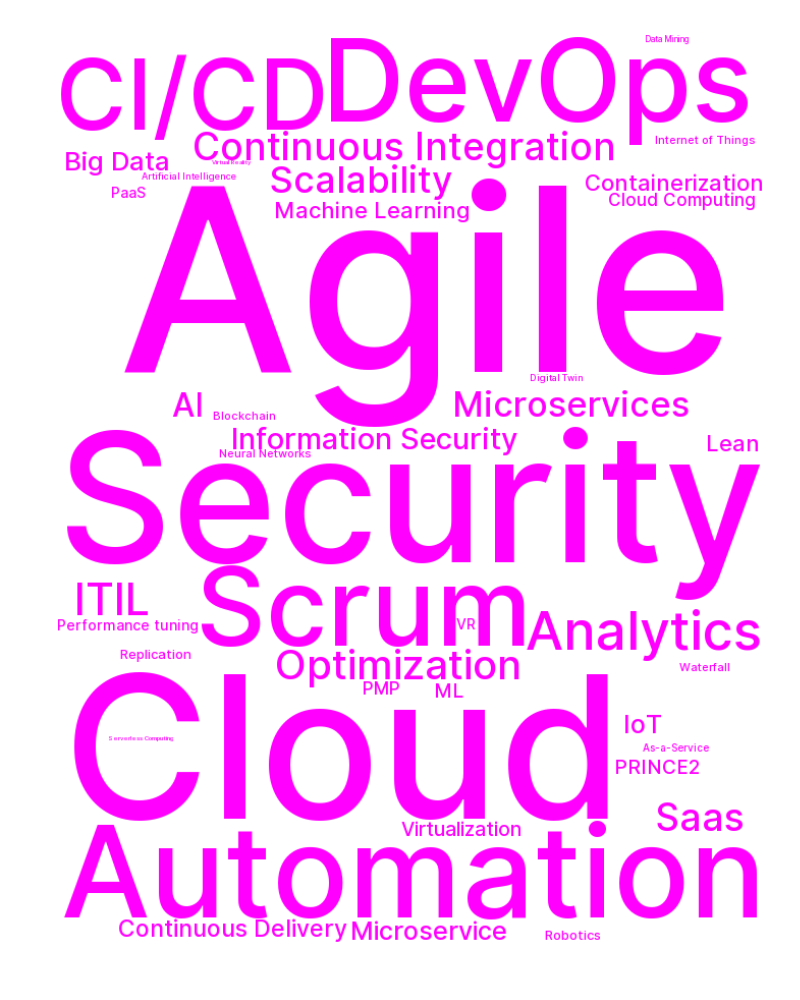 Data Mining
CI/CD
DevOps
Continuous Integration
Internet of Things
Big Data
Virtual Reality
Artificial Intelligence
Scalability
Containerization
PaaS
Cloud Computing
Machine Learning
Agile
Digital Twin
AI
Microservices
Blockchain
Information Security
Lean
Neural Networks
Security
ITIL
Scrum
Performance tuning
VR
Analytics
Replication
Optimization
Waterfall
PMP
ML
Cloud
IoT
Serverless Computing
As-a-Service
PRINCE2
Saas
Virtualization
Automation
Continuous Delivery
Microservice
Robotics